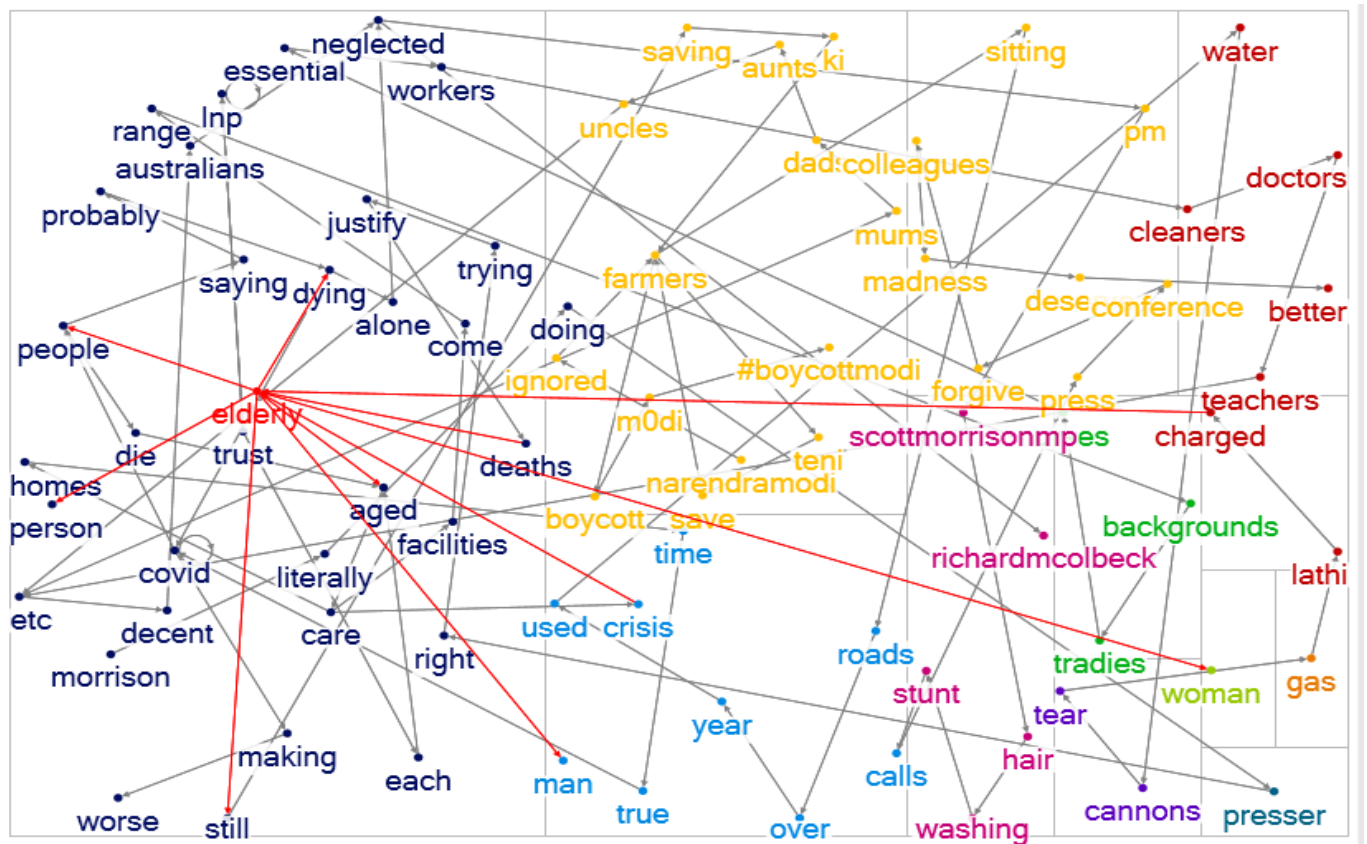 neglected
essential
workers
lnp
range
australians
probably
justify
saying
dying
trying
alone
come
doing
people
elderly
die
trust
deaths
homes
person
aged
facilities
covid
literally
etc
decent
care
morrison
right
making
each
worse
still
saving
aunts
ki
sitting
uncles
pm
dads
colleagues
mums
farmers
madness
dese
conference
ignored
#boycottmodi
forgive
m0di
press
teni
narendramodi
boycott
save
water
doctors
cleaners
better
teachers
charged
lathi
scottmorrisonmp
es
richardmcolbeck
backgrounds
tradies
time
used
crisis
roads
year
man
true
over
calls
stunt
hair
washing
tear
cannons
woman
gas
presser